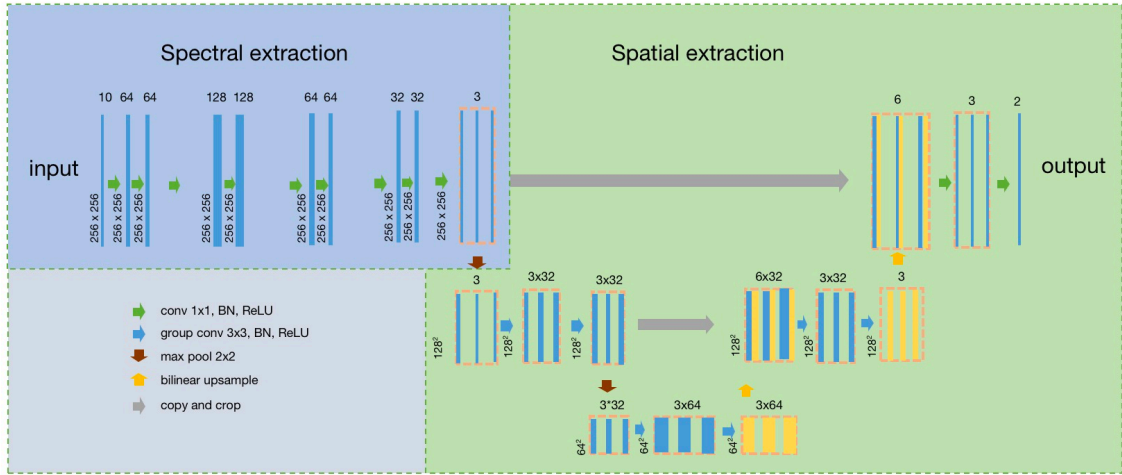 Spectral extraction
Spatial extraction
10 64 64
128 128
64 64
32 32
3
6
3
2
input
output
256 x 256
256 x 256
256 x 256
256 x 256
256 x 256
256 x 256
256 x 256
256 x 256
256 x 256
256 x 256
3
3x32
3x32
6x32
3x32
3
128²
128²
128²
128²
128²
128²
conv 1x1, BN, ReLU
group conv 3x3, BN, ReLU
max pool 2x2
bilinear upsample
copy and crop
3*32
3x64
3x64
64²
64²
64²